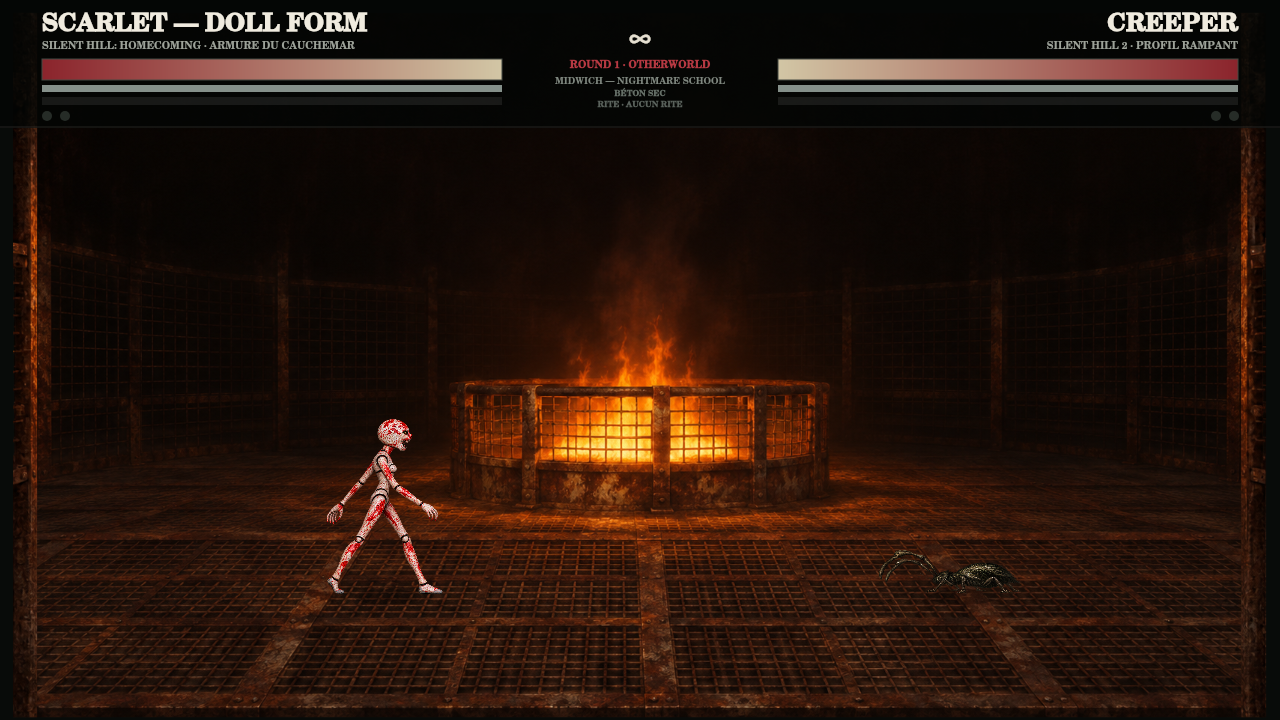 SCARLET — DOLL FORM
SILENT HILL: HOMECOMING · ARMURE DU CAUCHEMAR
∞
ROUND 1 · OTHERWORLD
MIDWICH — NIGHTMARE SCHOOL
BÉTON SEC
RITE · AUCUN RITE
CREEPER
SILENT HILL 2 · PROFIL RAMPANT